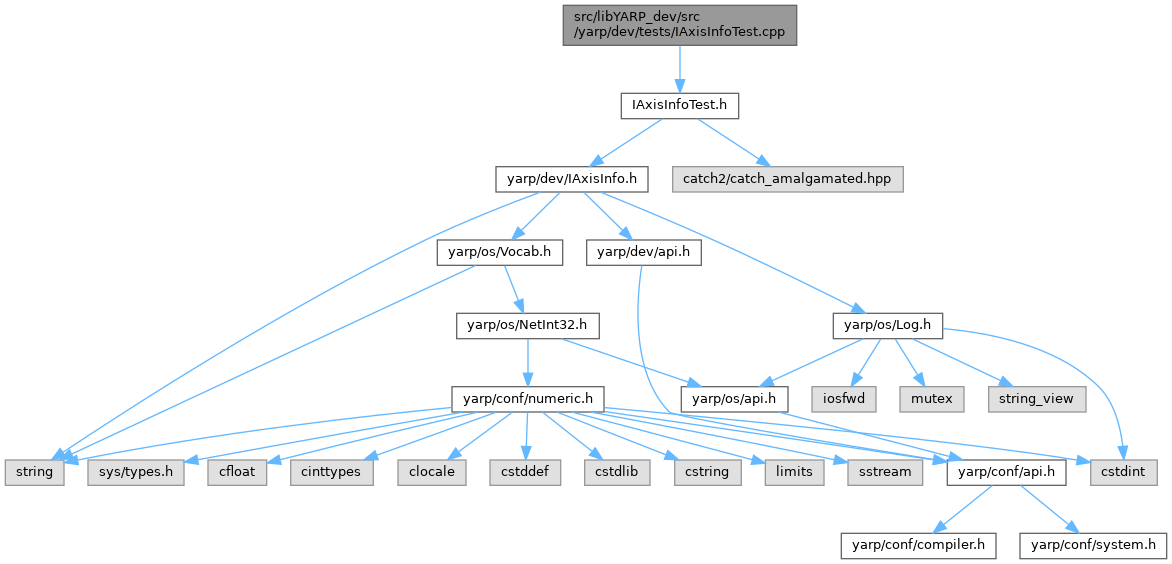 src/libYARP_dev/src
/yarp/dev/tests/IAxisInfoTest.cpp
IAxisInfoTest.h
yarp/dev/IAxisInfo.h
catch2/catch_amalgamated.hpp
yarp/os/Vocab.h
yarp/dev/api.h
yarp/os/NetInt32.h
yarp/os/Log.h
yarp/conf/numeric.h
yarp/os/api.h
iosfwd
mutex
string_view
string
sys/types.h
cfloat
cinttypes
clocale
cstddef
cstdlib
cstring
limits
sstream
yarp/conf/api.h
cstdint
yarp/conf/compiler.h
yarp/conf/system.h